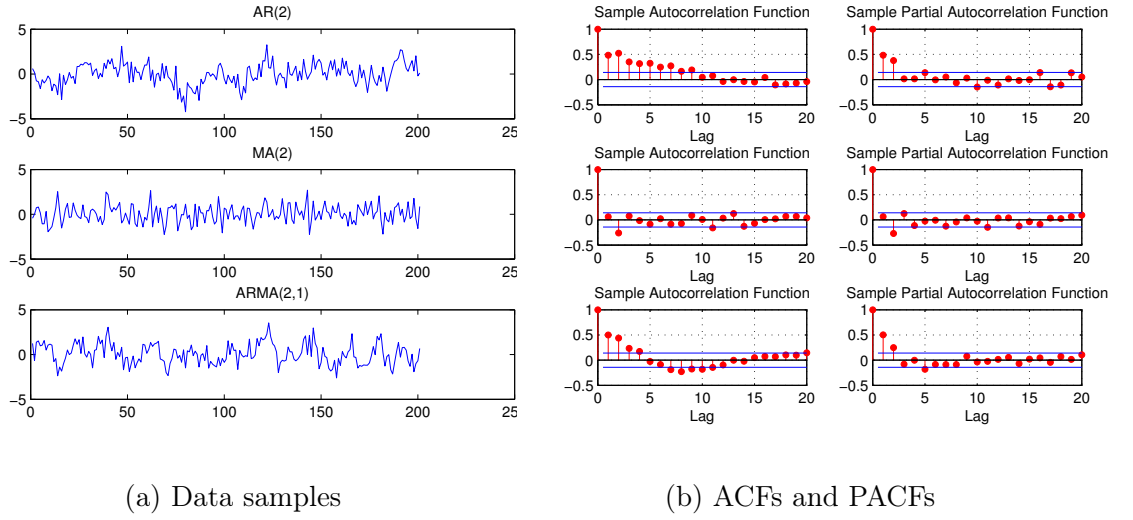 AR(2)
5
0
−5
0 50 100 150 200 25
MA(2)
5
0
−5
0 50 100 150 200 25
ARMA(2,1)
5
0
−5
0 50 100 150 200 25
(a) Data samples
Sample Autocorrelation Function
1
0.5
0
−0.5
0 5 10 15 20
Lag
Sample Partial Autocorrelation Function
1
0.5
0
−0.5
0 5 10 15 20
Lag
Sample Autocorrelation Function
1
0.5
0
0.5
0 5 10 15 20
Lag
Sample Partial Autocorrelation Function
1
0.5
0
0.5
0 5 10 15 20
Lag
Sample Autocorrelation Function
1
0.5
0
−0.5
0 5 10 15 20
Lag
Sample Partial Autocorrelation Function
1
0.5
0
−0.5
0 5 10 15 20
Lag
(b) ACFs and PACFs